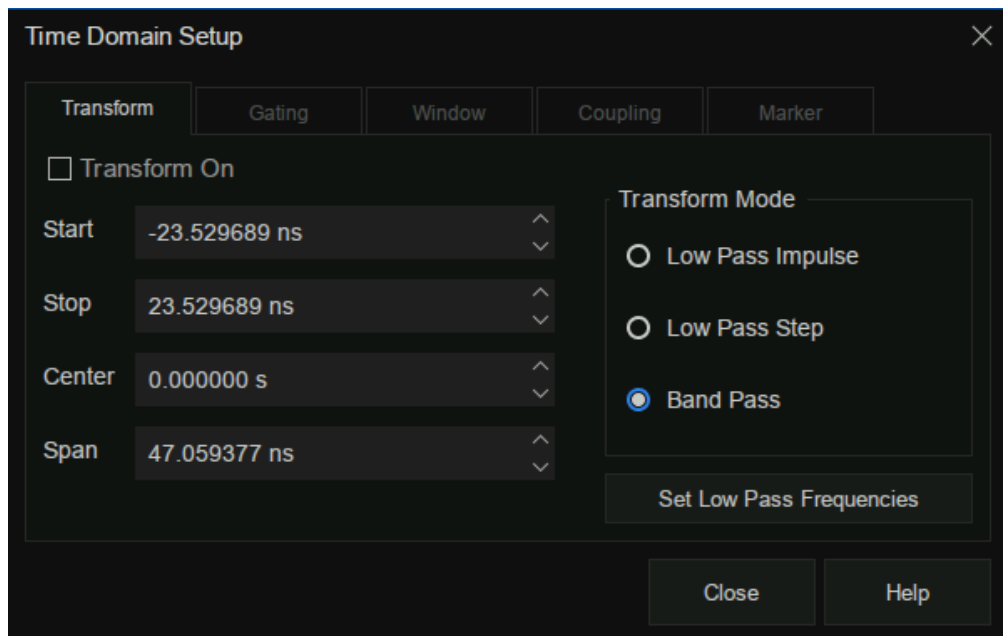 Time Domain Setup
Transform
Gating
Window
Coupling
Marker
Transform On
Start
-23.529689 ns
Stop
23.529689 ns
Center
0.000000 s
Span
47.059377 ns
Transform Mode
Low Pass Impulse
Low Pass Step
Band Pass
Set Low Pass Frequencies
Close
Help